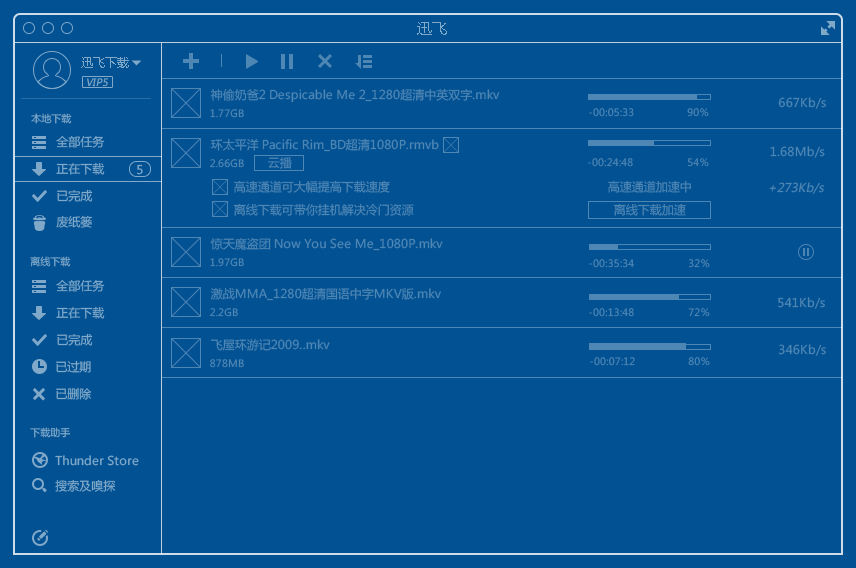 迅飞
迅飞下载
VIP5
本地下载
全部任务
正在下载 5
已完成
废纸篓
离线下载
全部任务
正在下载
已完成
已过期
已删除
下载助手
Thunder Store
搜索及嗅探
神偷奶爸2 Despicable Me 2_1280超清中英双字.mkv
1.77GB
-00:05:33 90%
667Kb/s
环太平洋 Pacific Rim_BD超清1080P.rmvb
2.66GB 云播
-00:24:48 54%
1.68Mb/s
高速通道可大幅提高下载速度 高速通道加速中 +273Kb/s
离线下载可带你挂机解决冷门资源 离线下载加速
惊天魔盗团 Now You See Me_1080P.mkv
1.97GB
-00:35:34 32%
激战MMA_1280超清国语中字MKV版.mkv
2.2GB
-00:13:48 72%
541Kb/s
飞屋环游记2009..mkv
878MB
-00:07:12 80%
346Kb/s